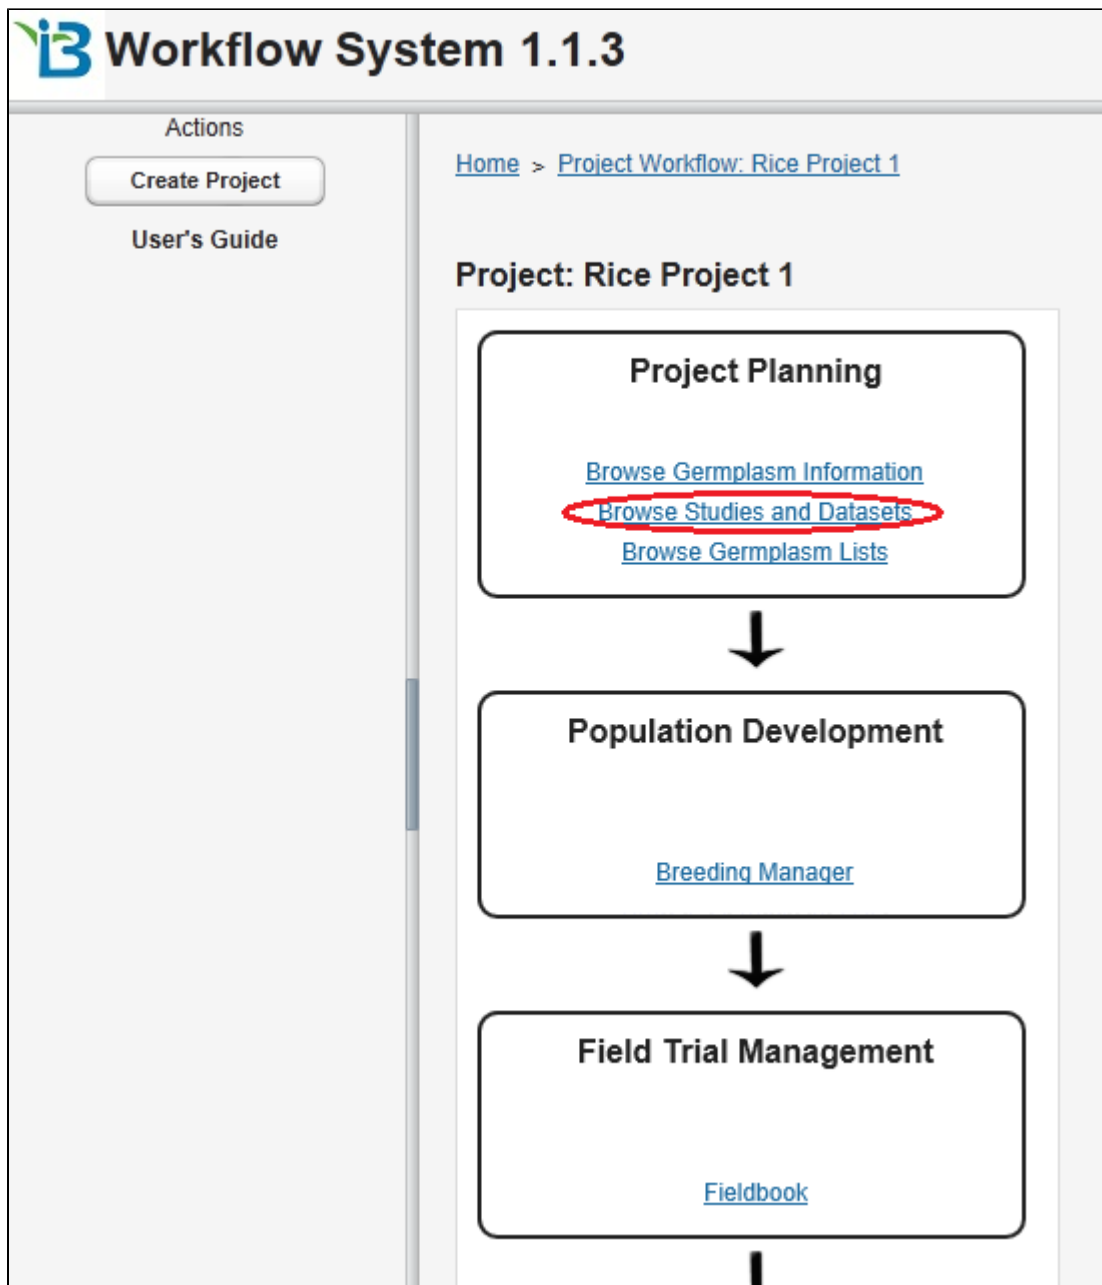 iB Workflow System 1.1.3
Actions
Create Project
User's Guide
Home > Project Workflow: Rice Project 1
Project: Rice Project 1
Project Planning
Browse Germplasm Information
Browse Studies and Datasets
Browse Germplasm Lists
Population Development
Breeding Manager
Field Trial Management
Fieldbook